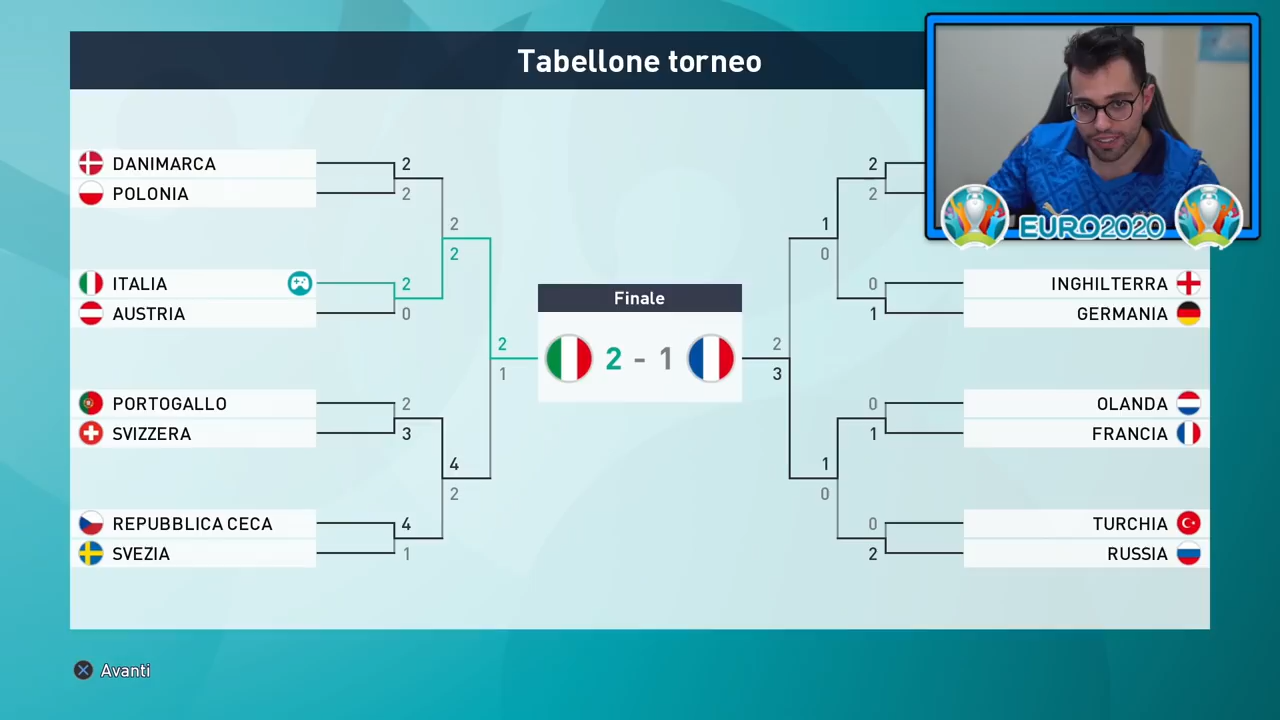 Tabellone torneo
DANIMARCA 2
POLONIA 2
2
2
ITALIA 2
AUSTRIA 0
2
1
PORTOGALLO 2
SVIZZERA 3
4
2
REPUBBLICA CECA 4
SVEZIA 1
Finale
2 - 1
2
2
1
0
0 INGHILTERRA
1 GERMANIA
2
3
0 OLANDA
1 FRANCIA
1
0
0 TURCHIA
2 RUSSIA
EURO2020
Avanti